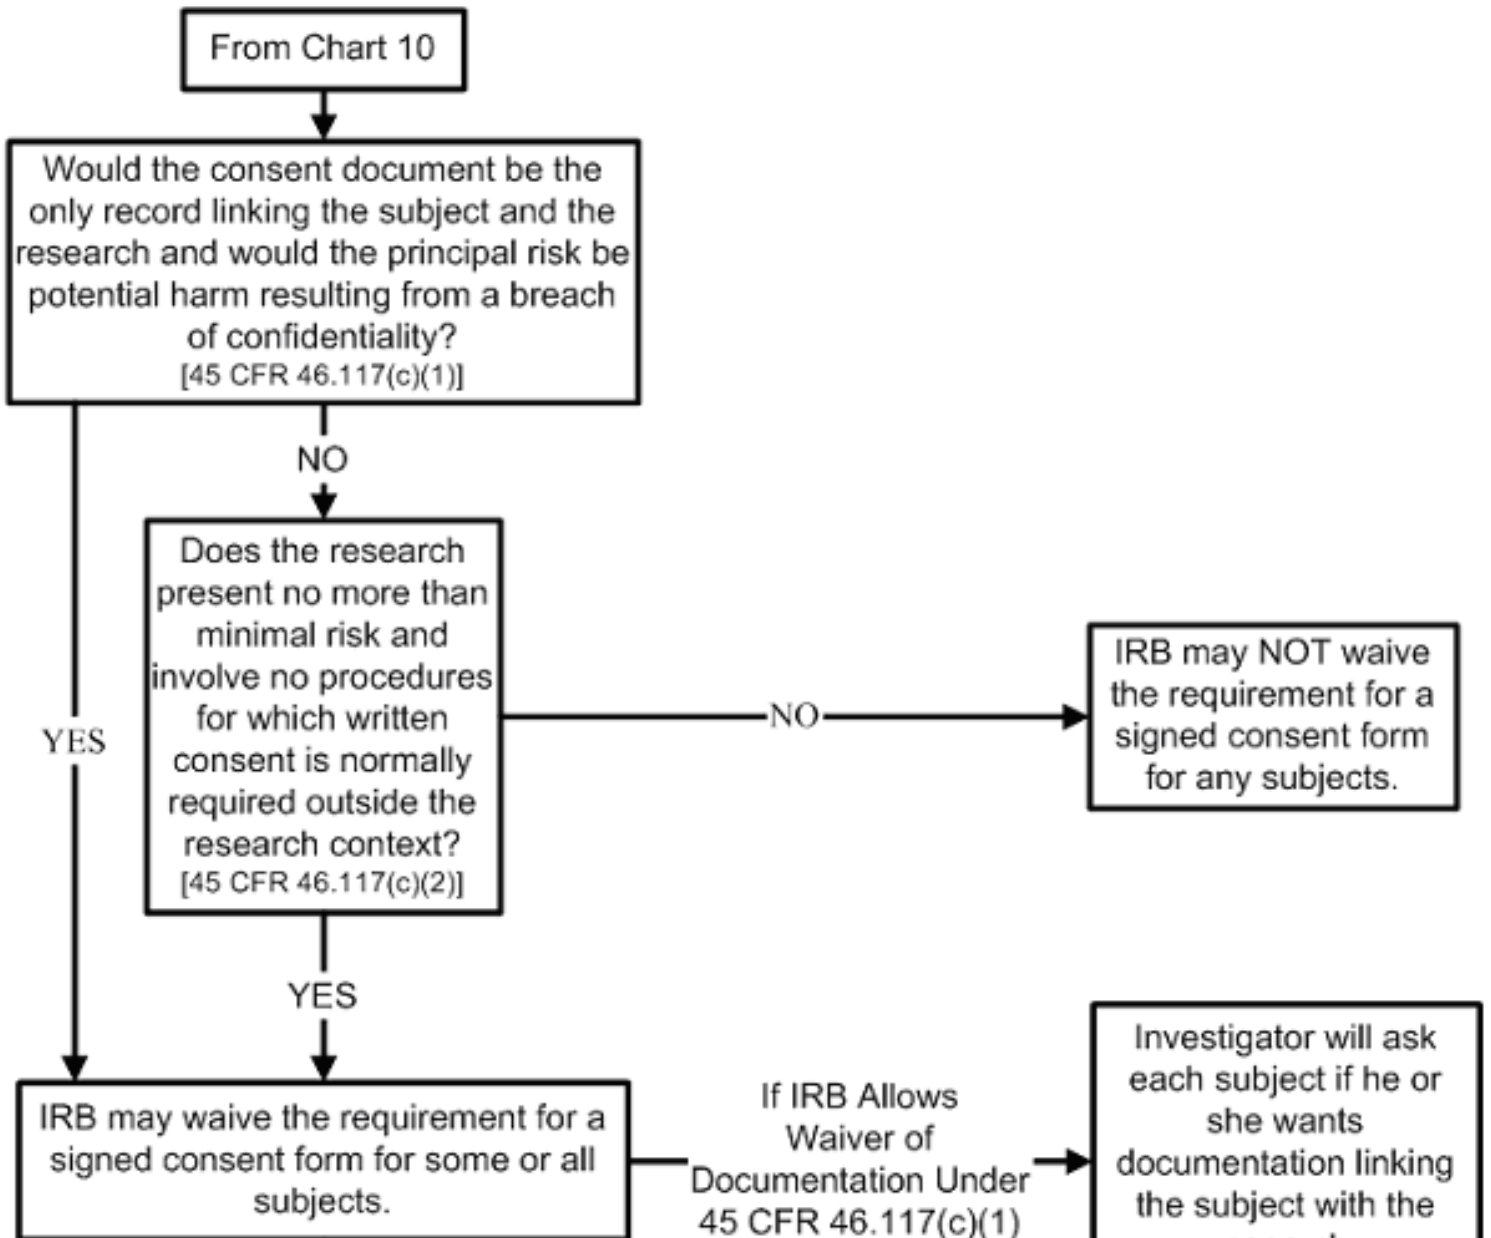 From Chart 10
Would the consent document be the
only record linking the subject and the
research and would the principal risk be
potential harm resulting from a breach
of confidentiality?
[45 CFR 46.117(c)(1)]
NO
Does the research
present no more than
minimal risk and
involve no procedures
for which written
consent is normally
required outside the
research context?
[45 CFR 46.117(c)(2)]
NO
IRB may NOT waive
the requirement for a
signed consent form
for any subjects.
YES
YES
IRB may waive the requirement for a
signed consent form for some or all
subjects.
If IRB Allows
Waiver of
Documentation Under
45 CFR 46.117(c)(1)
Investigator will ask
each subject if he or
she wants
documentation linking
the subject with the